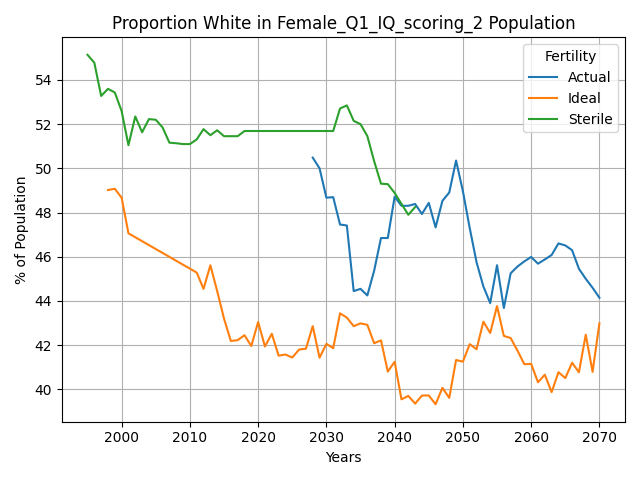 Proportion White in Female_Q1_IQ_scoring_2 Population
Fertility
Actual
Ideal
Sterile
% of Population
54
52
50
48
46
44
42
40
2000
2010
2020
2030
2040
2050
2060
2070
Years